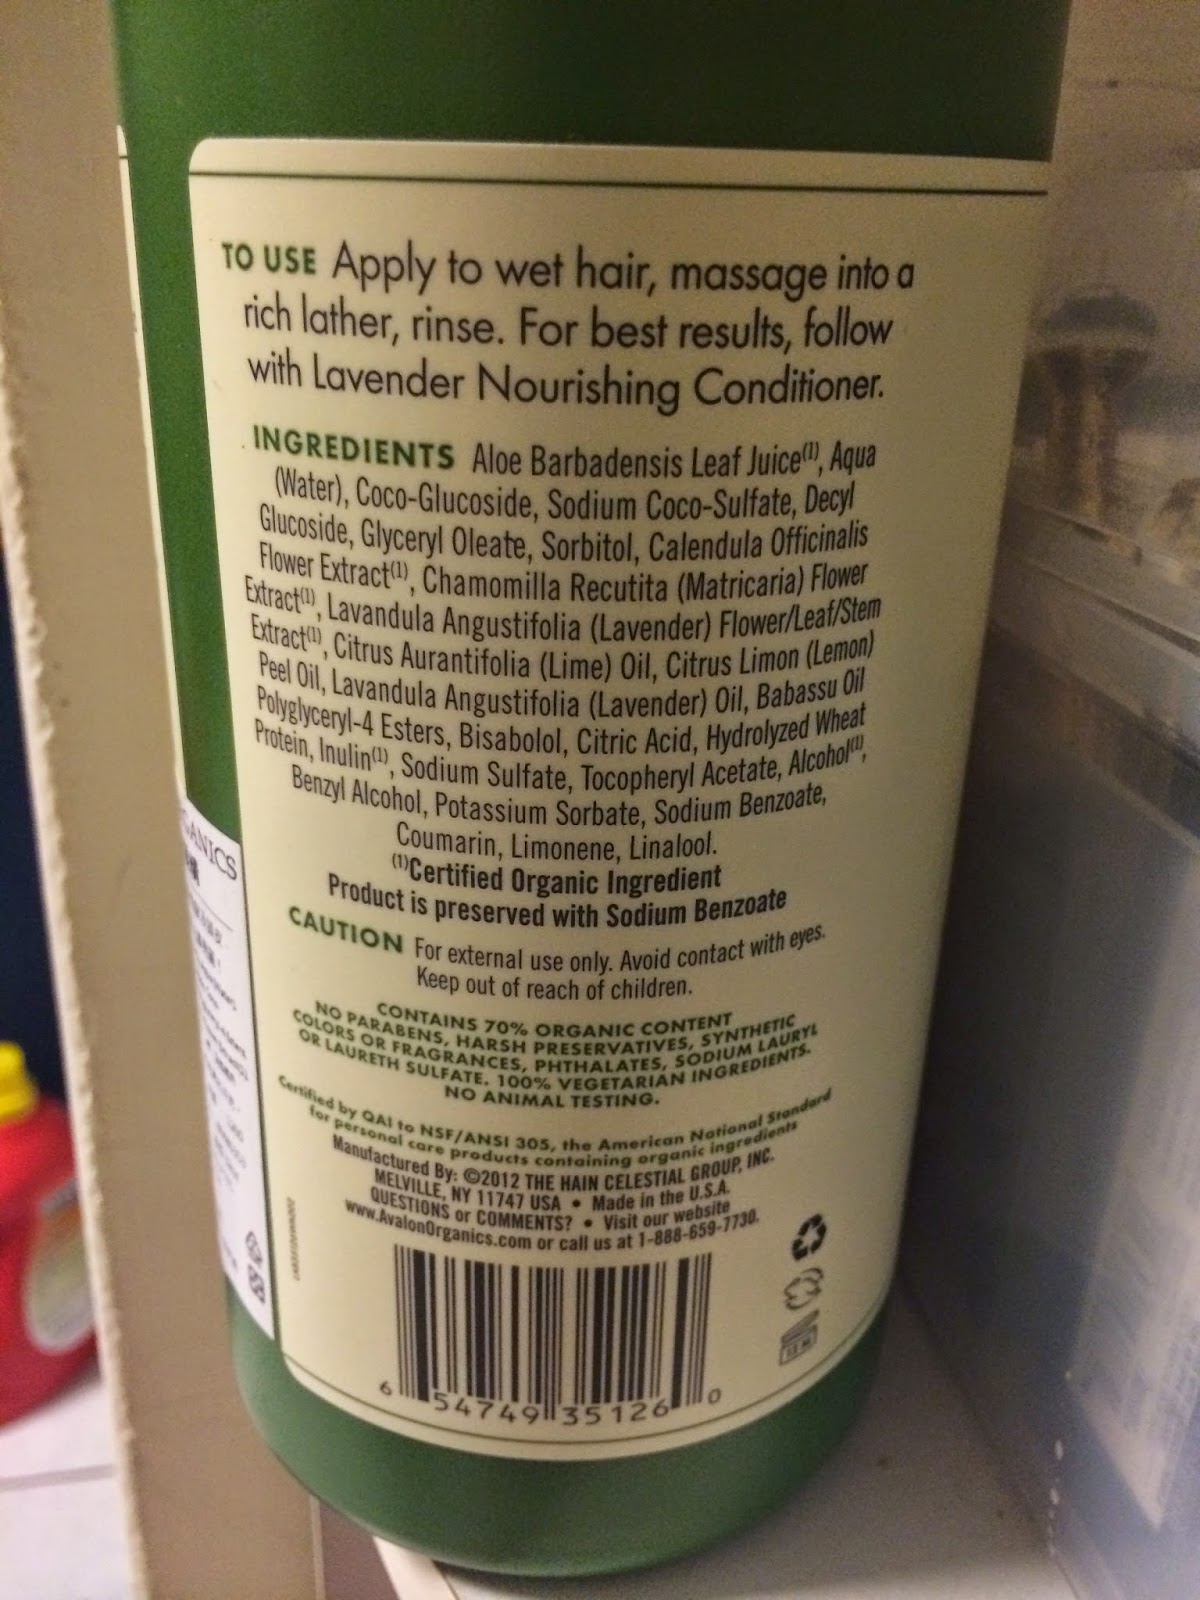 TO USE Apply to wet hair, massage into a
rich lather, rinse. For best results, follow
with Lavender Nourishing Conditioner.
INGREDIENTS Aloe Barbadensis Leaf Juice(1), Aqua
(Water), Coco-Glucoside, Sodium Coco-Sulfate, Decyl
Glucoside, Glyceryl Oleate, Sorbitol, Calendula Officinalis
Flower Extract(1), Chamomilla Recutita (Matricaria) Flower
Extract(1), Lavandula Angustifolia (Lavender) Flower/Leaf/Stem
Extract(1), Citrus Aurantifolia (Lime) Oil, Citrus Limon (Lemon)
Peel Oil, Lavandula Angustifolia (Lavender) Oil, Babassu Oil
Polyglyceryl-4 Esters, Bisabolol, Citric Acid, Hydrolyzed Wheat
Protein, Inulin(1), Sodium Sulfate, Tocopheryl Acetate, Alcohol(1),
Benzyl Alcohol, Potassium Sorbate, Sodium Benzoate,
Coumarin, Limonene, Linalool.
(1)Certified Organic Ingredient
Product is preserved with Sodium Benzoate
CAUTION For external use only. Avoid contact with eyes.
Keep out of reach of children.
CONTAINS 70% ORGANIC CONTENT
NO PARABENS, HARSH PRESERVATIVES, SYNTHETIC
COLORS OR FRAGRANCES, PHTHALATES, SODIUM LAURYL
OR LAURETH SULFATE. 100% VEGETARIAN INGREDIENTS.
NO ANIMAL TESTING.
Certified by QAI to NSF/ANSI 305, the American National Standard
for personal care products containing organic ingredients
Manufactured By: ©2012 THE HAIN CELESTIAL GROUP, INC.
MELVILLE, NY 11747 USA • Made in the U.S.A.
QUESTIONS or COMMENTS? • Visit our website
www.AvalonOrganics.com or call us at 1-888-659-7730.
6 54749 35126 0
GANICS